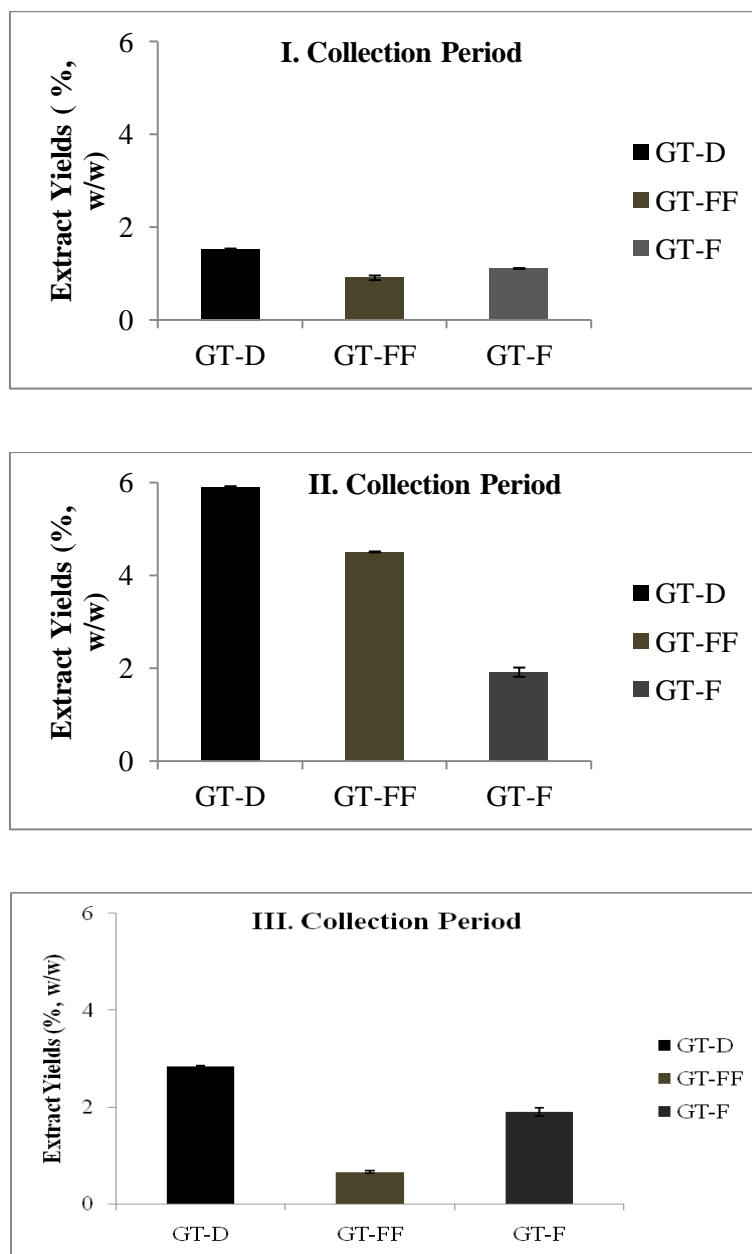 I. Collection Period
Extract Yields ( %,
w/w)
6
4
2
0
GT-D
GT-FF
GT-F
GT-D GT-FF GT-F
II. Collection Period
Extract Yields (%,
w/w)
6
4
2
0
GT-D
GT-FF
GT-F
GT-D GT-FF GT-F
III. Collection Period
Extract Yields (%, w/w)
6
4
2
0
GT-D
GT-FF
GT-F
GT-D GT-FF GT-F